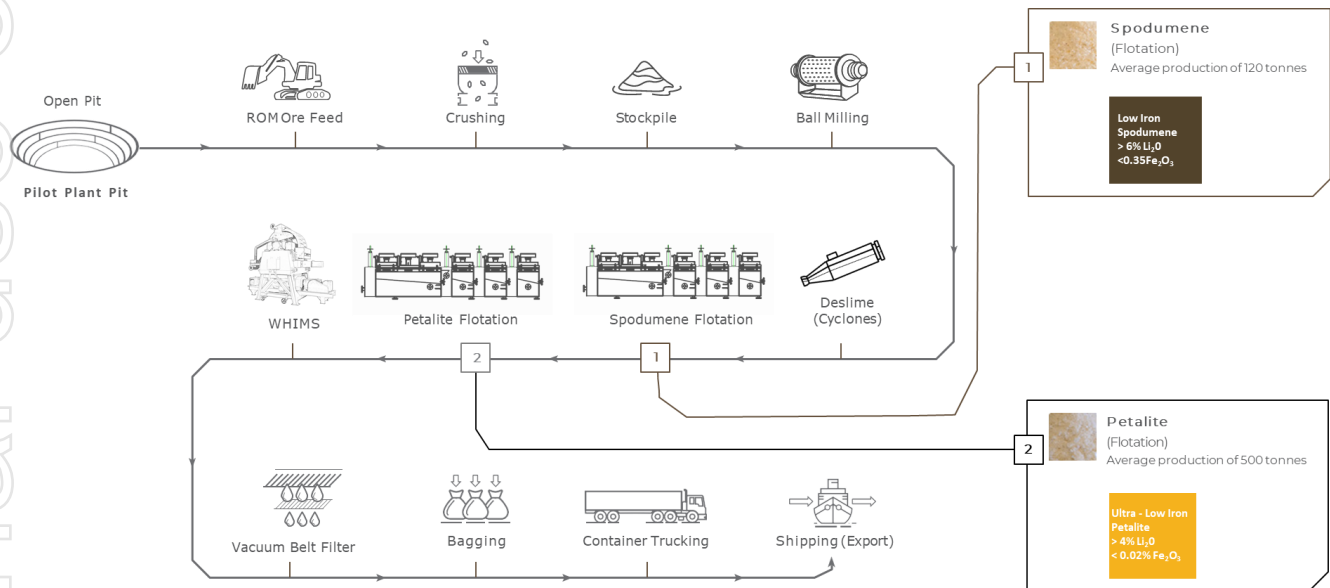 Open Pit
Pilot Plant Pit
ROM Ore Feed
Crushing
Stockpile
Ball Milling
WHIMS
Petalite Flotation
Spodumene Flotation
Deslime
(Cyclones)
2
1
Vacuum Belt Filter
Bagging
Container Trucking
Shipping (Export)
1
Spodumene
(Flotation)
Average production of 120 tonnes
Low Iron
Spodumene
> 6% Li₂0
<0.35Fe₂O₃
2
Petalite
(Flotation)
Average production of 500 tonnes
Ultra - Low Iron
Petalite
> 4% Li₂0
< 0.02% Fe₂O₃